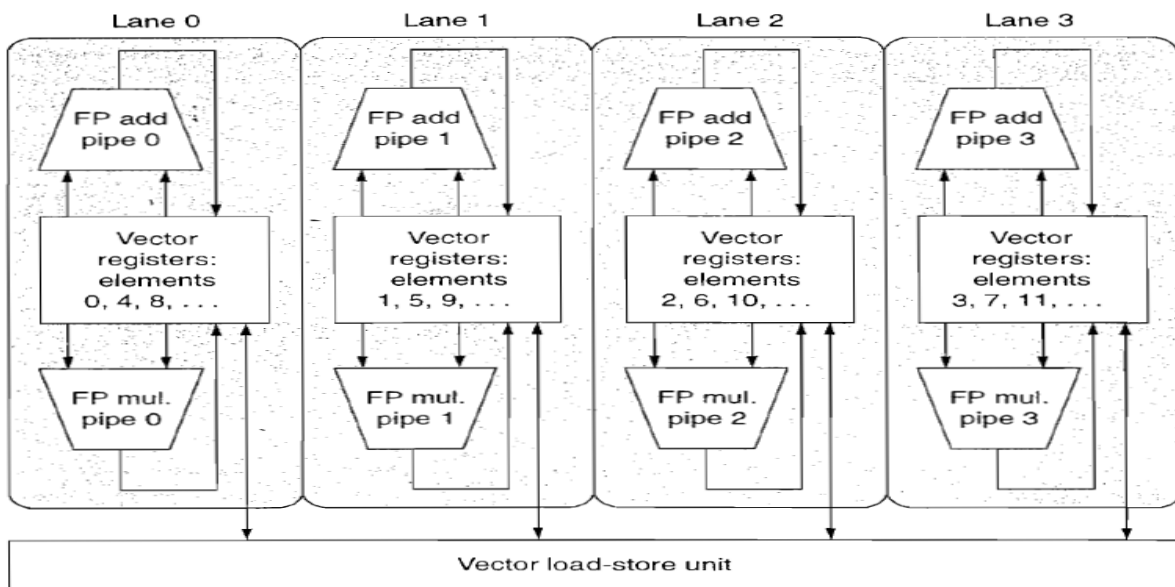 Lane 0
Lane 1
Lane 2
Lane 3
FP add
pipe 0
FP add
pipe 1
FP add
pipe 2
FP add
pipe 3
Vector
registers:
elements
0, 4, 8, . . .
Vector
registers:
elements
1, 5, 9, . . .
Vector
registers:
elements
2, 6, 10, . . .
Vector
registers:
elements
3, 7, 11, . . .
FP mul.
pipe 0
FP mul.
pipe 1
FP mul.
pipe 2
FP mul.
pipe 3
Vector load-store unit